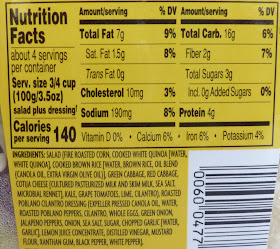 Nutrition
Facts
about 4 servings
per container
Serv. size 3/4 cup
(100g/3.5oz)
salad plus dressing
Calories
per serving 140
Amount/serving % DV
Total Fat 7g 9%
Sat. Fat 1.5g 8%
Trans Fat 0g
Cholesterol 10mg 3%
Sodium 190mg 8%
Amount/serving % DV
Total Carb. 16g 6%
Fiber 2g 7%
Total Sugars 3g
Incl. 0g Added Sugars 0%
Protein 4g
Vitamin D 0% • Calcium 6% • Iron 6% • Potassium 4%
INGREDIENTS: SALAD (FIRE ROASTED CORN, COOKED WHITE QUINOA [WATER,
WHITE QUINOA], COOKED BROWN RICE [WATER, BROWN RICE, OIL BLEND
(CANOLA OIL, EXTRA VIRGIN OLIVE OIL)], GREEN CABBAGE, RED CABBAGE,
COTIJA CHEESE [CULTURED PASTEURIZED MILK AND SKIM MILK, SEA SALT,
MICROBIAL RENNET], KALE, GRAPE TOMATOES, LIME, CILANTRO), ROASTED
POBLANO CILANTRO DRESSING (EXPELLER PRESSED CANOLA OIL, WATER,
ROASTED POBLANO PEPPERS, CILANTRO, WHOLE EGGS, GREEN ONION,
JALAPENO PEPPERS, ONION, SEA SALT, SUGAR, CHOPPED GARLIC [WATER,
GARLIC], LEMON JUICE CONCENTRATE, DISTILLED VINEGAR, MUSTARD
FLOUR, XANTHAN GUM, BLACK PEPPER, WHITE PEPPER).